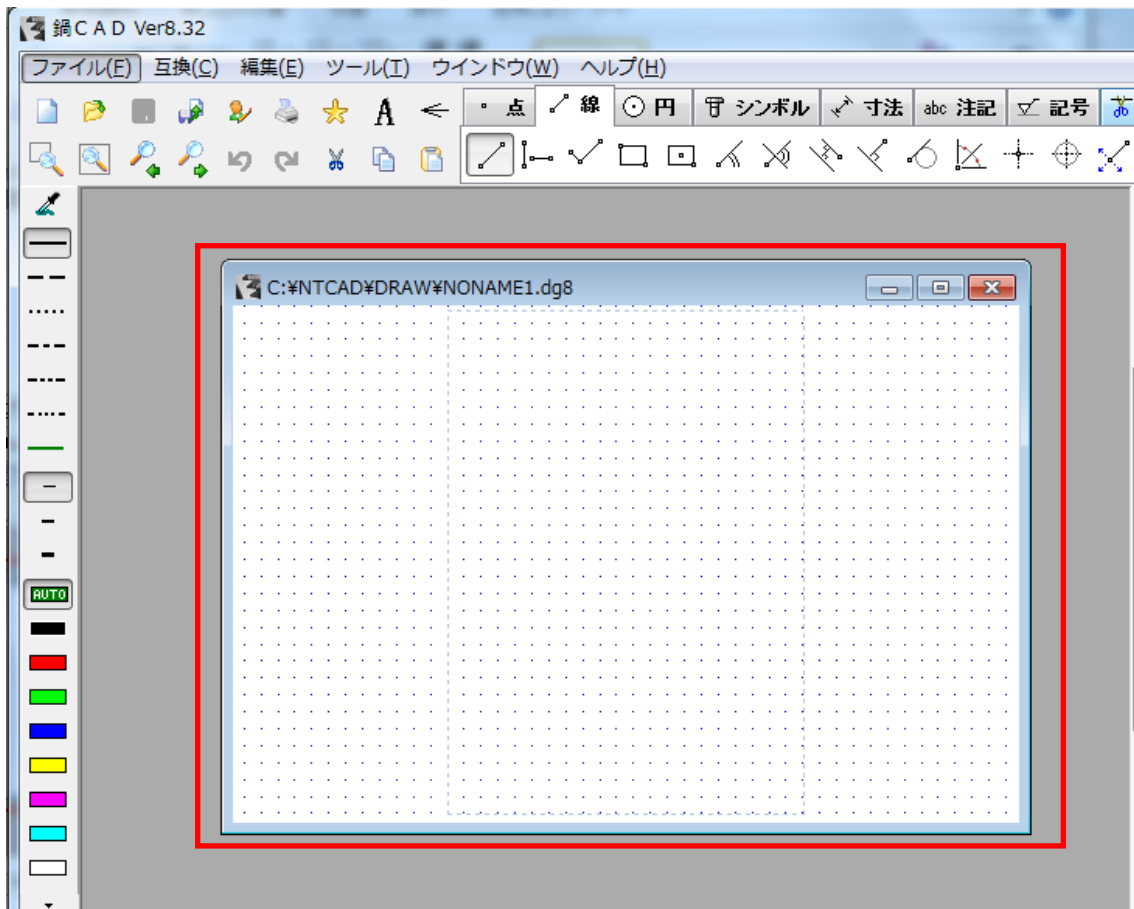 鍋CAD Ver8.32
ファイル(F) 互換(C) 編集(E) ツール(T) ウインドウ(W) ヘルプ(H)
A 点 線 円 シンボル 寸法 abc 注記 記号
C:¥NTCAD¥DRAW¥NONAME1.dg8
AUTO